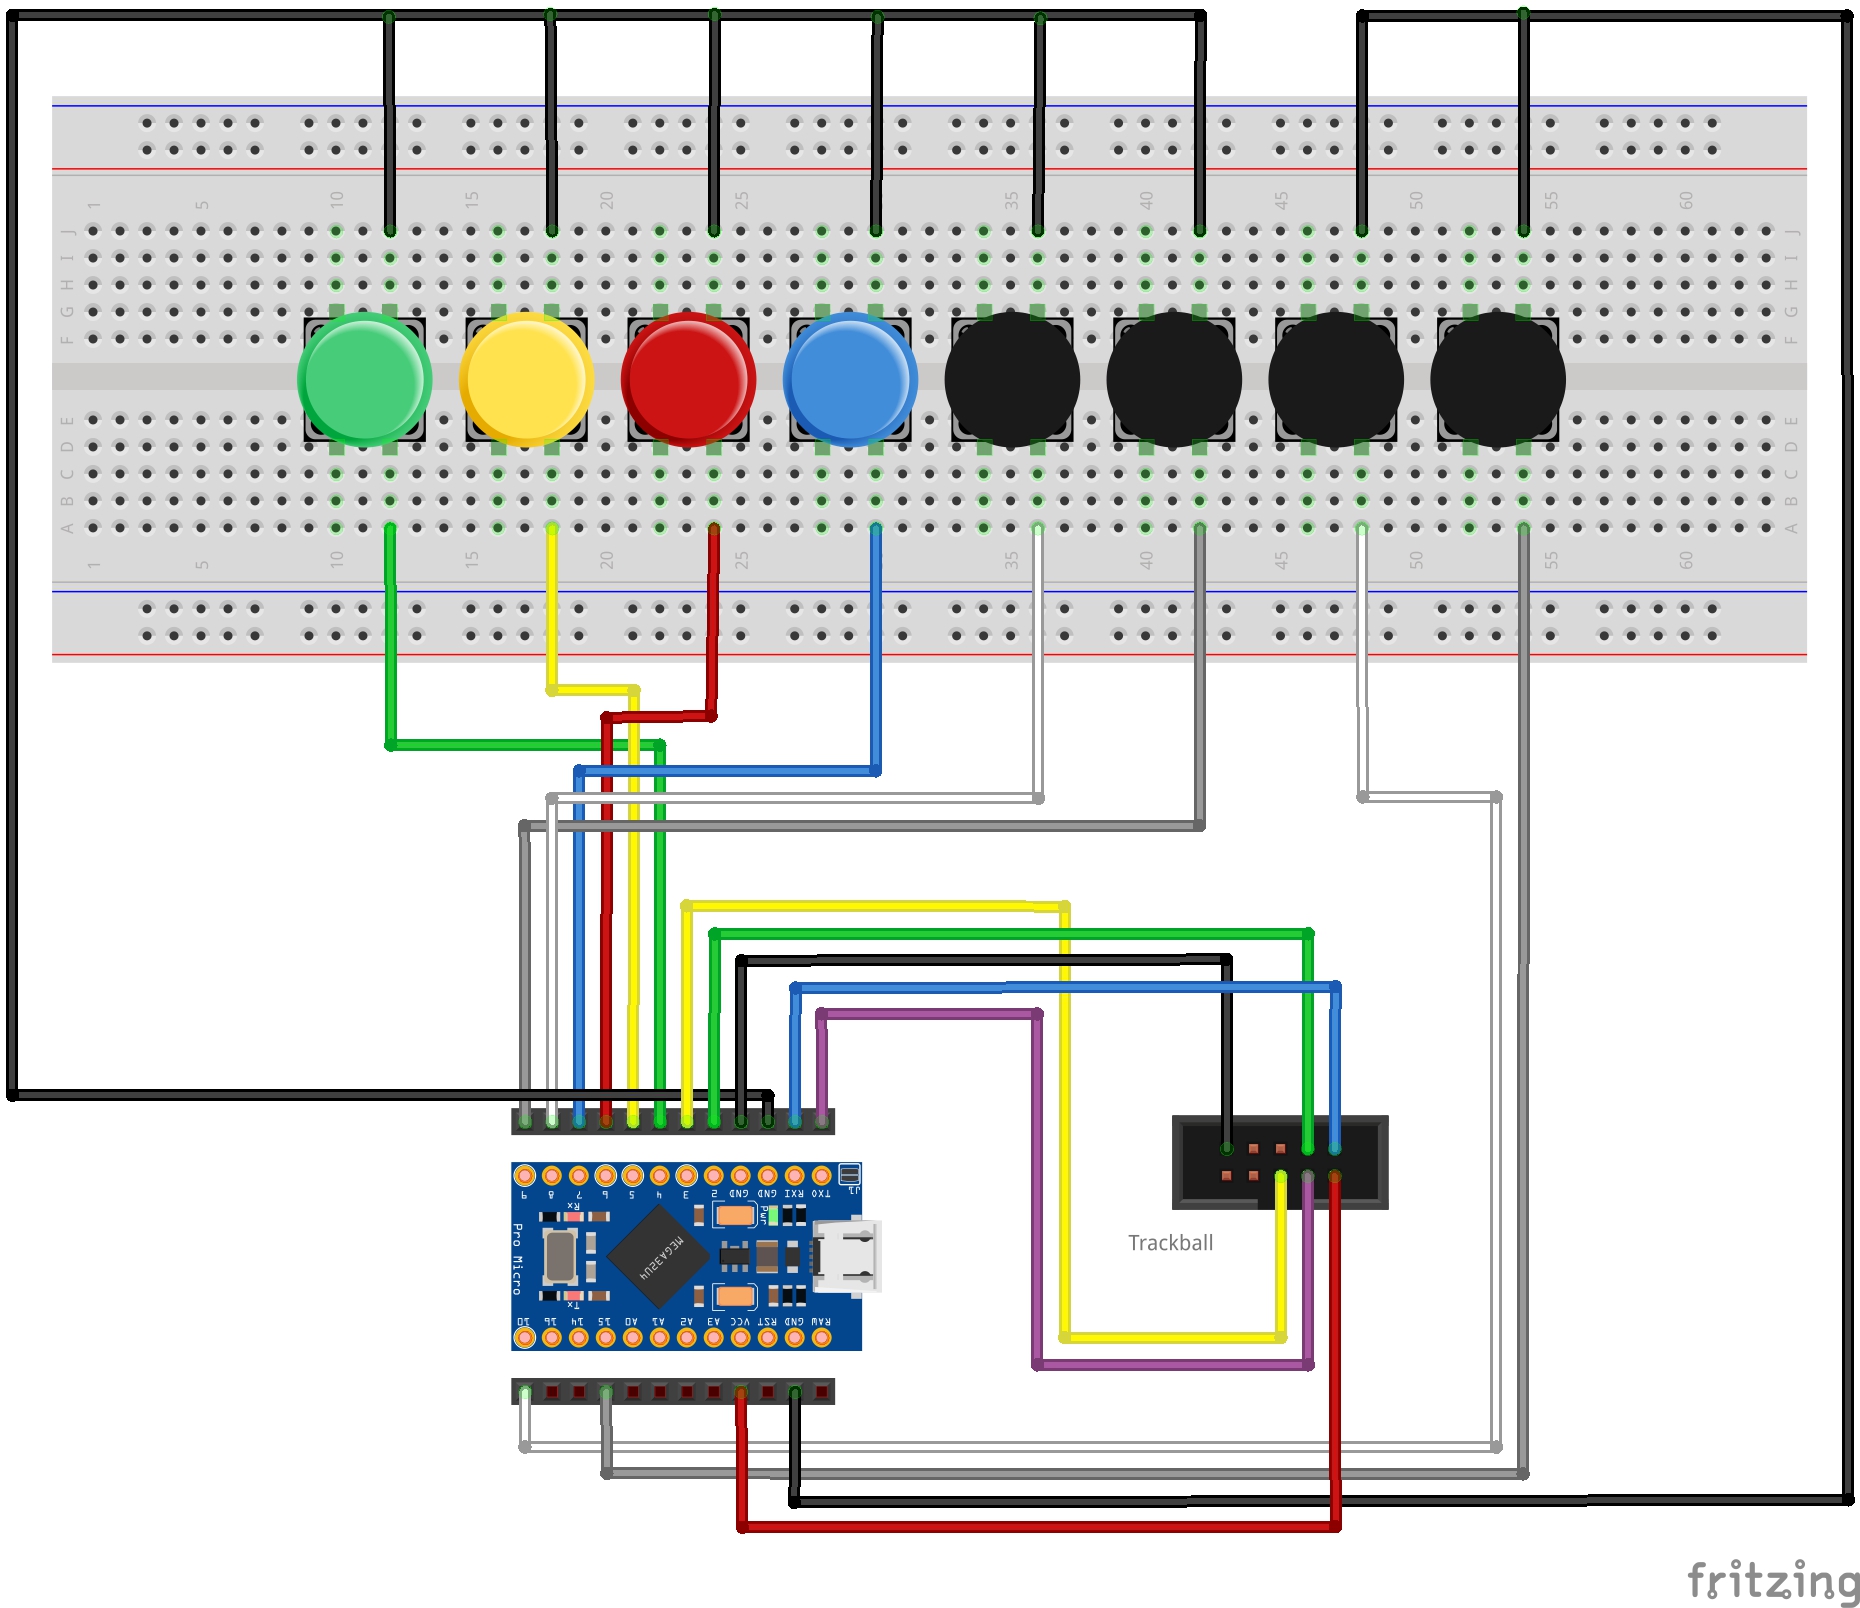 1 5 10 15 20 25 35 40 45 50 55 60
J J
I I
H H
G G
F F
E E
D D
C C
B B
A A
1 5 10 15 20 25 35 40 45 50 55 60
9 8 7 6 5 4 3 2 GND GND RXI TXO J1
Rx
Pwr
Pro Micro
MEGA32U4
Tx
10 16 14 15 A0 A1 A2 A3 VCC RST GND RAW
Trackball
fritzing